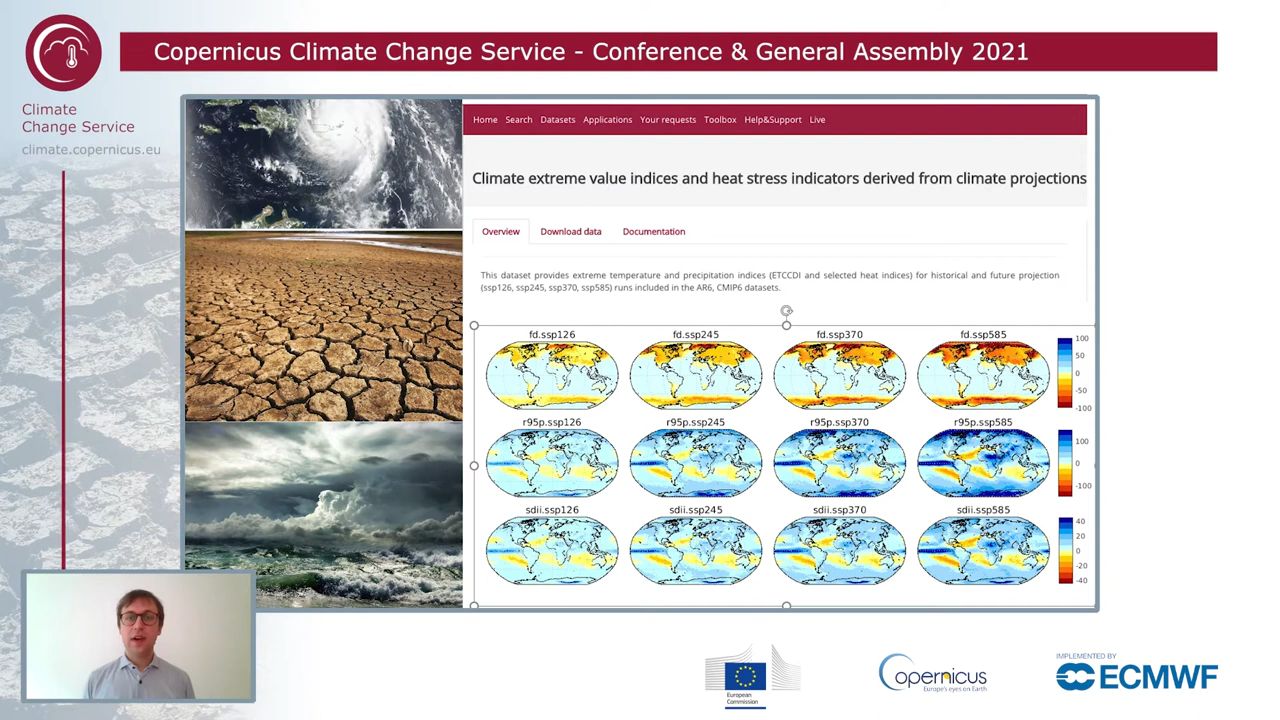 Copernicus Climate Change Service - Conference & General Assembly 2021
Climate
Change Service
climate.copernicus.eu
Home Search Datasets Applications Your requests Toolbox Help&Support Live
Climate extreme value indices and heat stress indicators derived from climate projections
Overview Download data Documentation
This dataset provides extreme temperature and precipitation indices (ETCCDI and selected heat indices) for historical and future projection
(ssp126, ssp245, ssp370, ssp585) runs included in the AR6, CMIP6 datasets.
fd.ssp126 fd.ssp245 fd.ssp370 fd.ssp585
100
50
0
-50
-100
r95p.ssp126 r95p.ssp245 r95p.ssp370 r95p.ssp585
100
0
-100
sdii.ssp126 sdii.ssp245 sdii.ssp370 sdii.ssp585
40
20
0
-20
-40
European
Commission
Copernicus
Europe's eyes on Earth
IMPLEMENTED BY
ECMWF